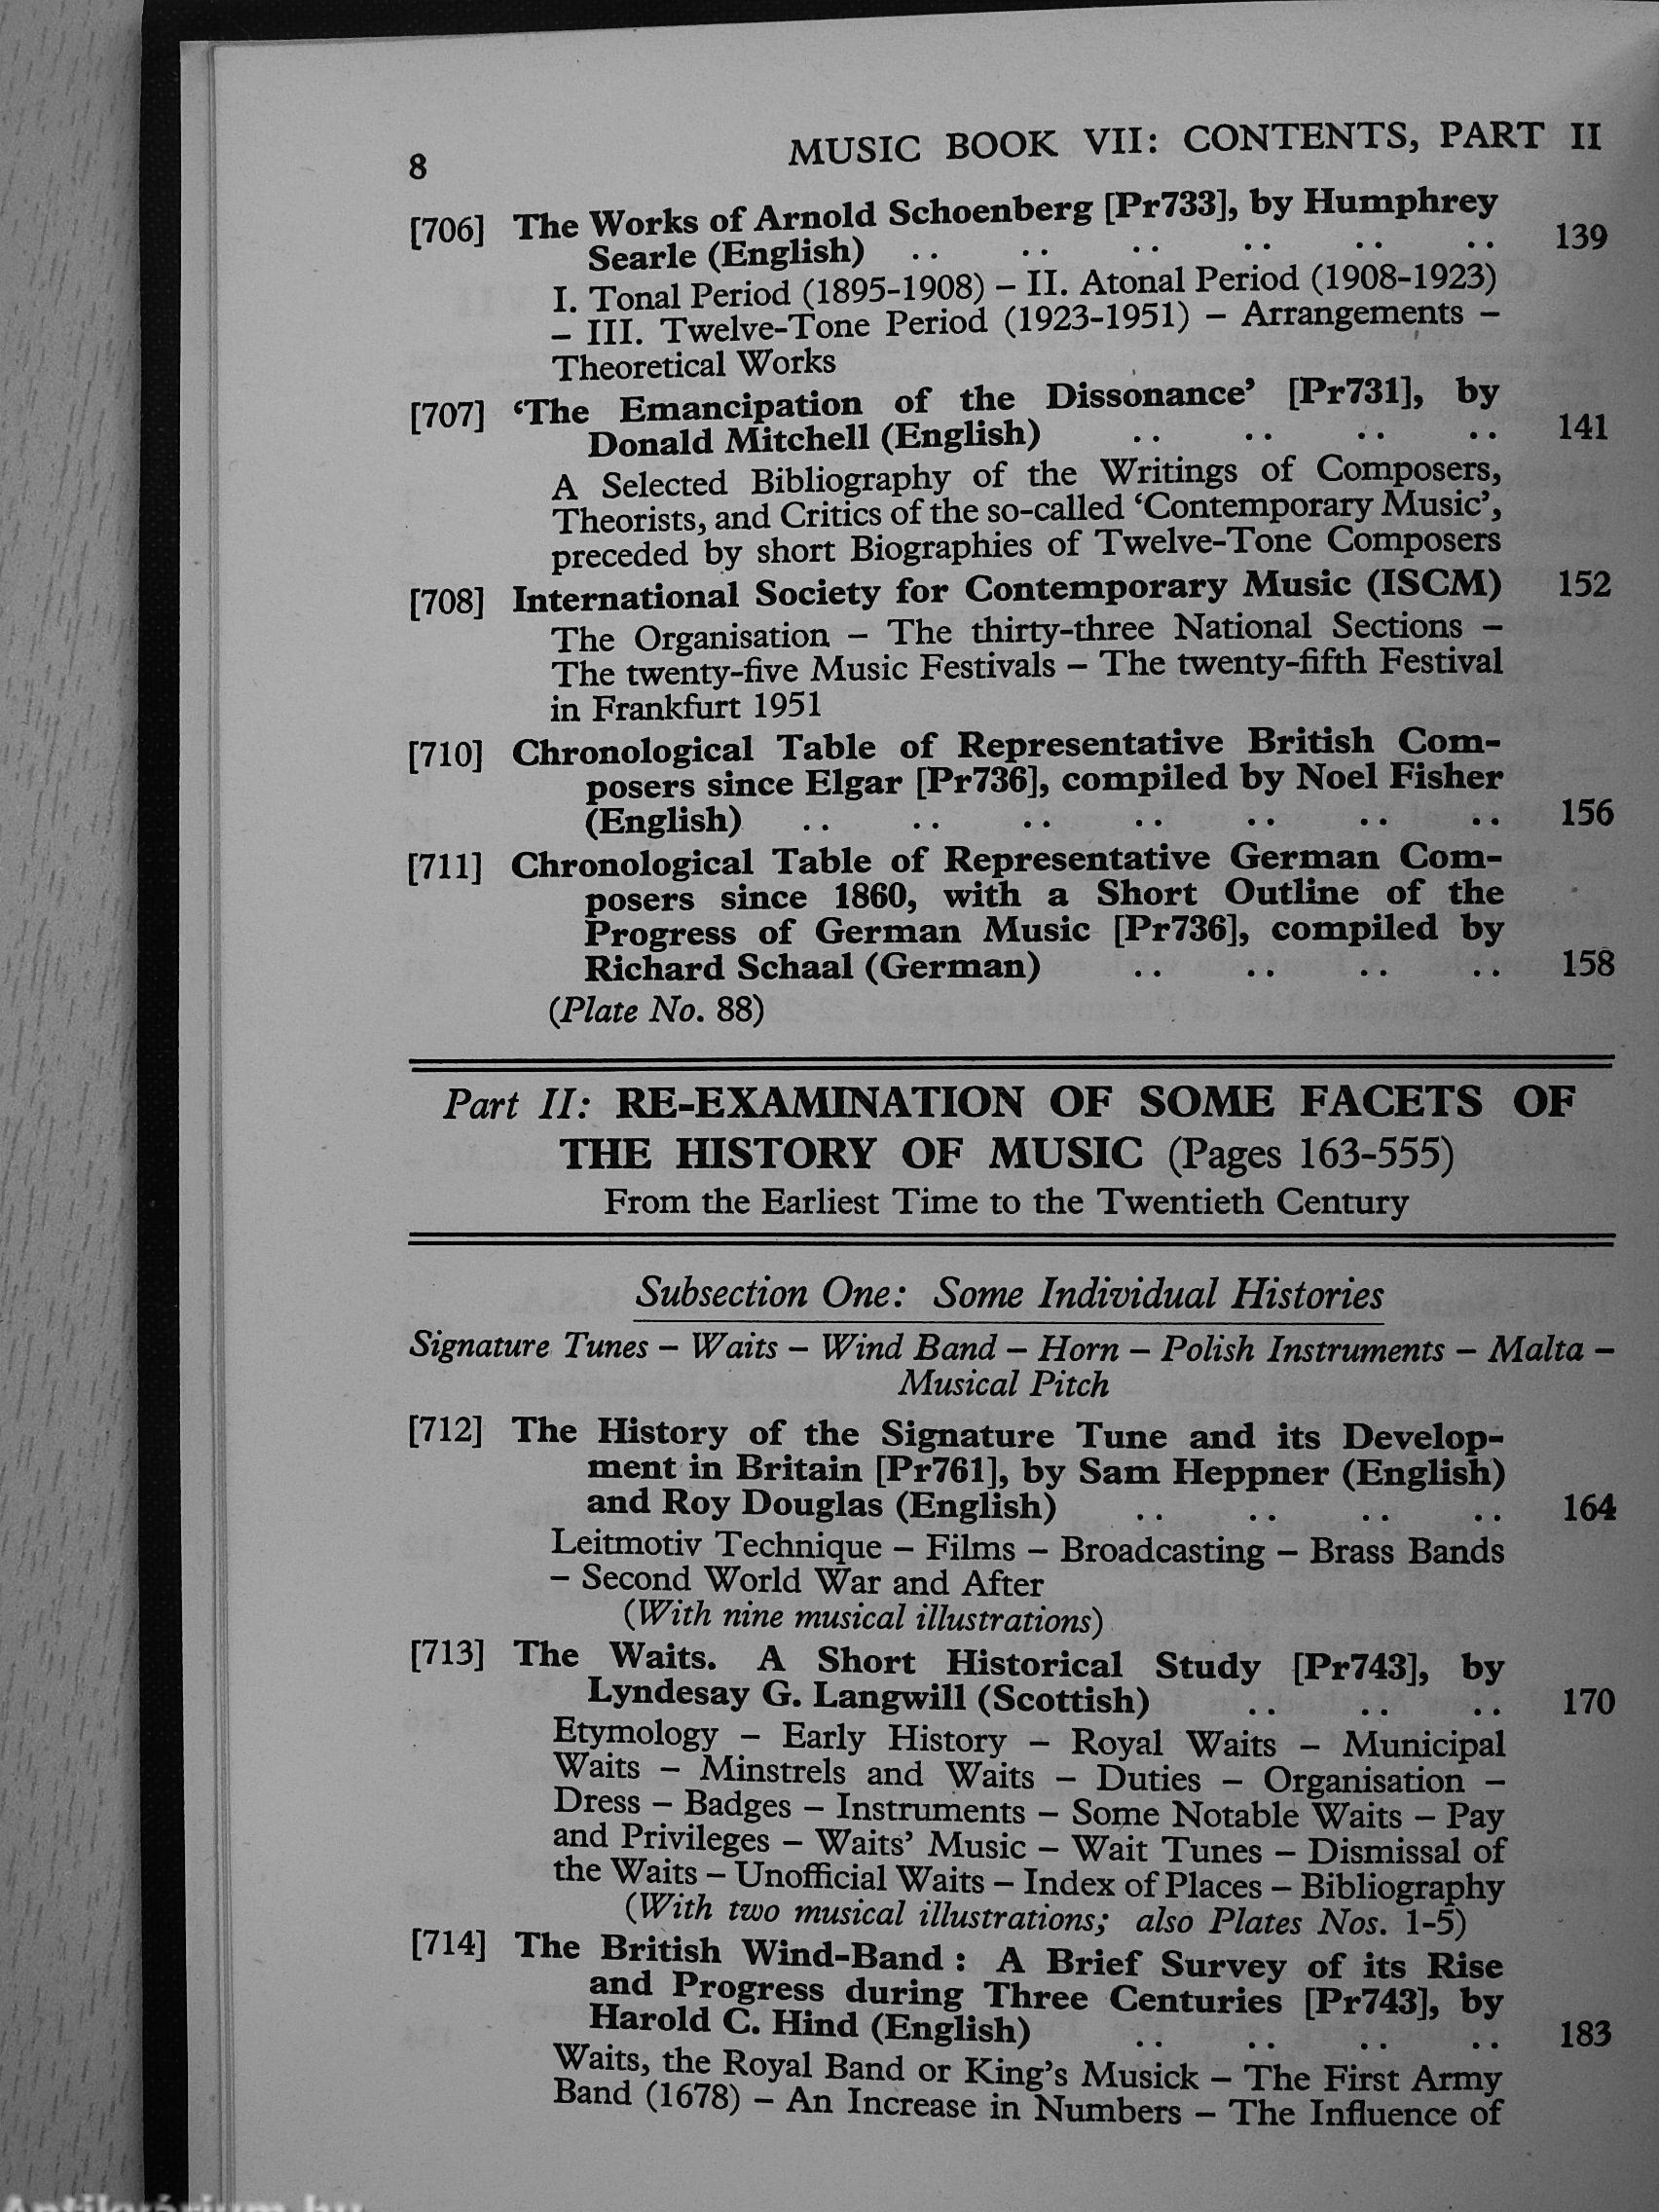 8 MUSIC BOOK VII: CONTENTS, PART II
[706] The Works of Arnold Schoenberg [Pr733], by Humphrey
Searle (English) .. .. .. .. .. .. 139
I. Tonal Period (1895-1908) – II. Atonal Period (1908-1923)
– III. Twelve-Tone Period (1923-1951) – Arrangements –
Theoretical Works
[707] ‘The Emancipation of the Dissonance’ [Pr731], by
Donald Mitchell (English) .. .. .. .. 141
A Selected Bibliography of the Writings of Composers,
Theorists, and Critics of the so-called ‘Contemporary Music’,
preceded by short Biographies of Twelve-Tone Composers
[708] International Society for Contemporary Music (ISCM) 152
The Organisation – The thirty-three National Sections –
The twenty-five Music Festivals – The twenty-fifth Festival
in Frankfurt 1951
[710] Chronological Table of Representative British Com-
posers since Elgar [Pr736], compiled by Noel Fisher
(English) .. .. .. .. .. .. .. 156
[711] Chronological Table of Representative German Com-
posers since 1860, with a Short Outline of the
Progress of German Music [Pr736], compiled by
Richard Schaal (German) .. .. .. .. 158
(Plate No. 88)
Part II: RE-EXAMINATION OF SOME FACETS OF
THE HISTORY OF MUSIC (Pages 163-555)
From the Earliest Time to the Twentieth Century
Subsection One: Some Individual Histories
Signature Tunes – Waits – Wind Band – Horn – Polish Instruments – Malta –
Musical Pitch
[712] The History of the Signature Tune and its Develop-
ment in Britain [Pr761], by Sam Heppner (English)
and Roy Douglas (English) .. .. .. .. 164
Leitmotiv Technique – Films – Broadcasting – Brass Bands
– Second World War and After
(With nine musical illustrations)
[713] The Waits. A Short Historical Study [Pr743], by
Lyndesay G. Langwill (Scottish) .. .. .. 170
Etymology – Early History – Royal Waits – Municipal
Waits – Minstrels and Waits – Duties – Organisation –
Dress – Badges – Instruments – Some Notable Waits – Pay
and Privileges – Waits’ Music – Wait Tunes – Dismissal of
the Waits – Unofficial Waits – Index of Places – Bibliography
(With two musical illustrations; also Plates Nos. 1-5)
[714] The British Wind-Band: A Brief Survey of its Rise
and Progress during Three Centuries [Pr743], by
Harold C. Hind (English) .. .. .. .. 183
Waits, the Royal Band or King’s Musick – The First Army
Band (1678) – An Increase in Numbers – The Influence of